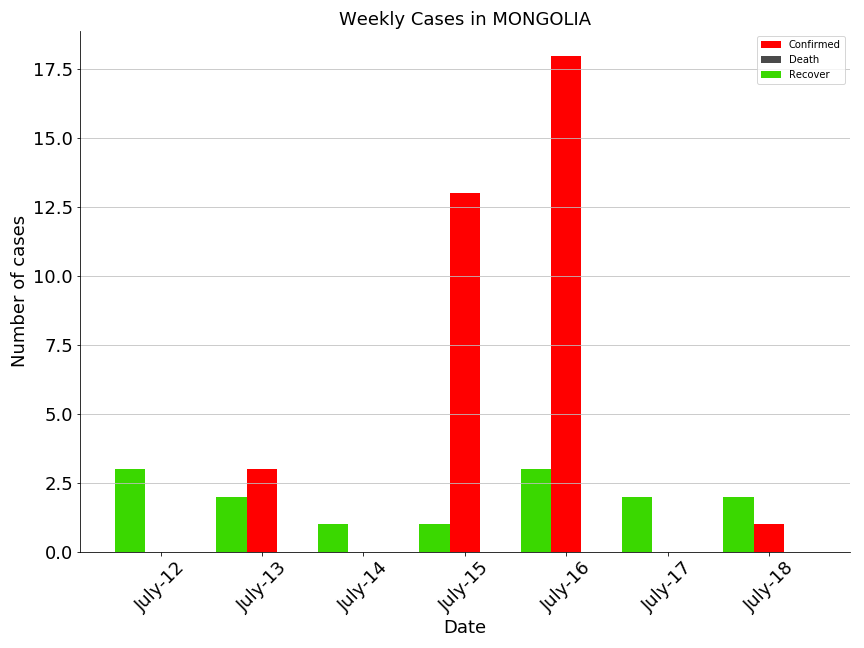 Weekly Cases in MONGOLIA
Confirmed
Death
Recover
17.5
15.0
12.5
10.0
7.5
5.0
2.5
0.0
Number of cases
July-12
July-13
July-14
July-15
July-16
July-17
July-18
Date